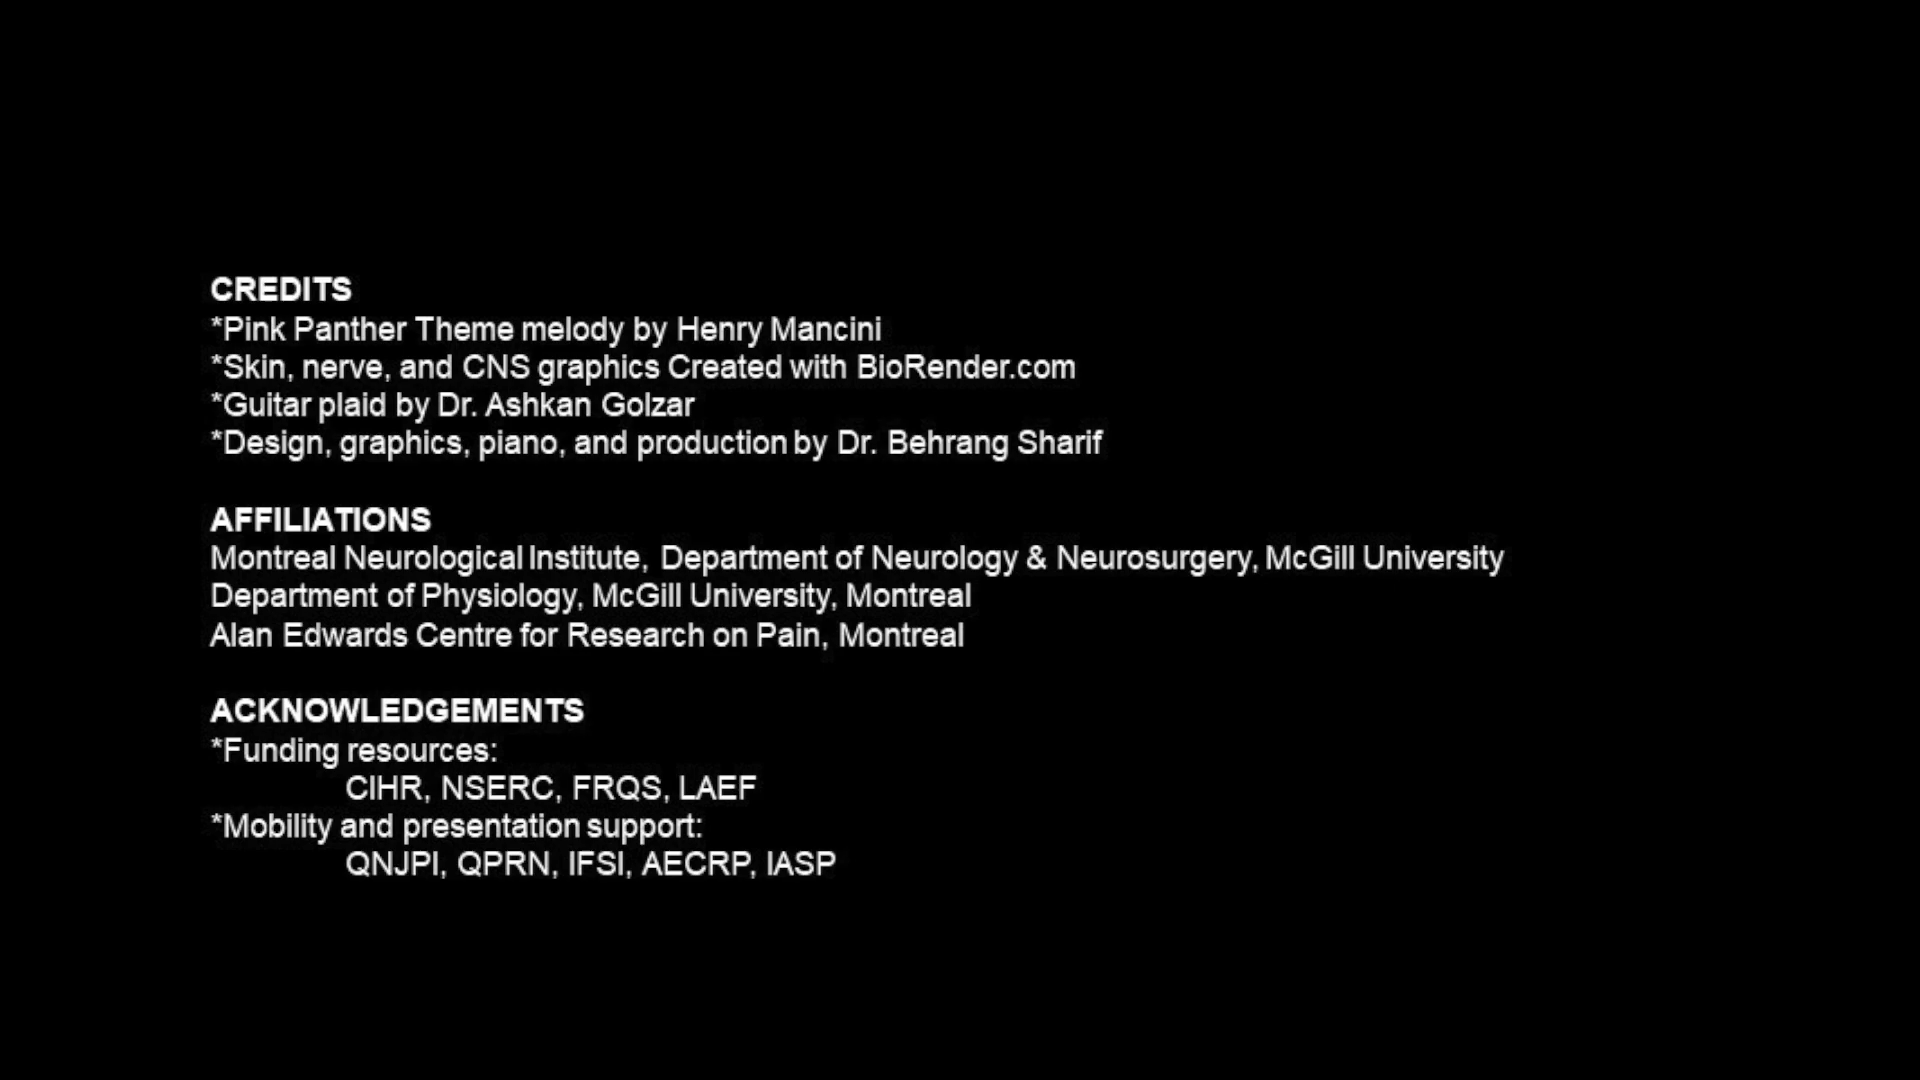 CREDITS
*Pink Panther Theme melody by Henry Mancini
*Skin, nerve, and CNS graphics Created with BioRender.com
*Guitar plaid by Dr. Ashkan Golzar
*Design, graphics, piano, and production by Dr. Behrang Sharif
AFFILIATIONS
Montreal Neurological Institute, Department of Neurology & Neurosurgery, McGill University
Department of Physiology, McGill University, Montreal
Alan Edwards Centre for Research on Pain, Montreal
ACKNOWLEDGEMENTS
*Funding resources:
CIHR, NSERC, FRQS, LAEF
*Mobility and presentation support:
QNJPI, QPRN, IFSI, AECRP, IASP